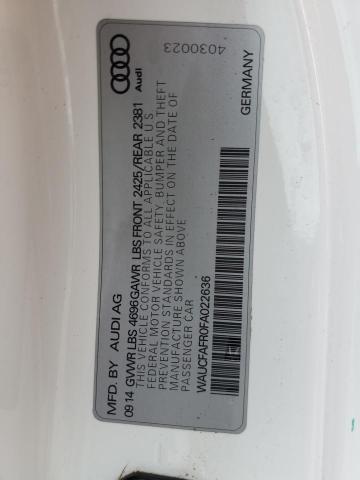 MFD. BY AUDI AG
09 14 GVWR LBS 4696GAWR LBS FRONT 2425/REAR 2381
THIS VEHICLE CONFORMS TO ALL APPLICABLE U S
FEDERAL MOTOR VEHICLE SAFETY, BUMPER AND THEFT
PREVENTION STANDARDS IN EFFECT ON THE DATE OF
MANUFACTURE SHOWN ABOVE
PASSENGER CAR
WAUCFAFR0FA022636
GERMANY
Audi
4030023